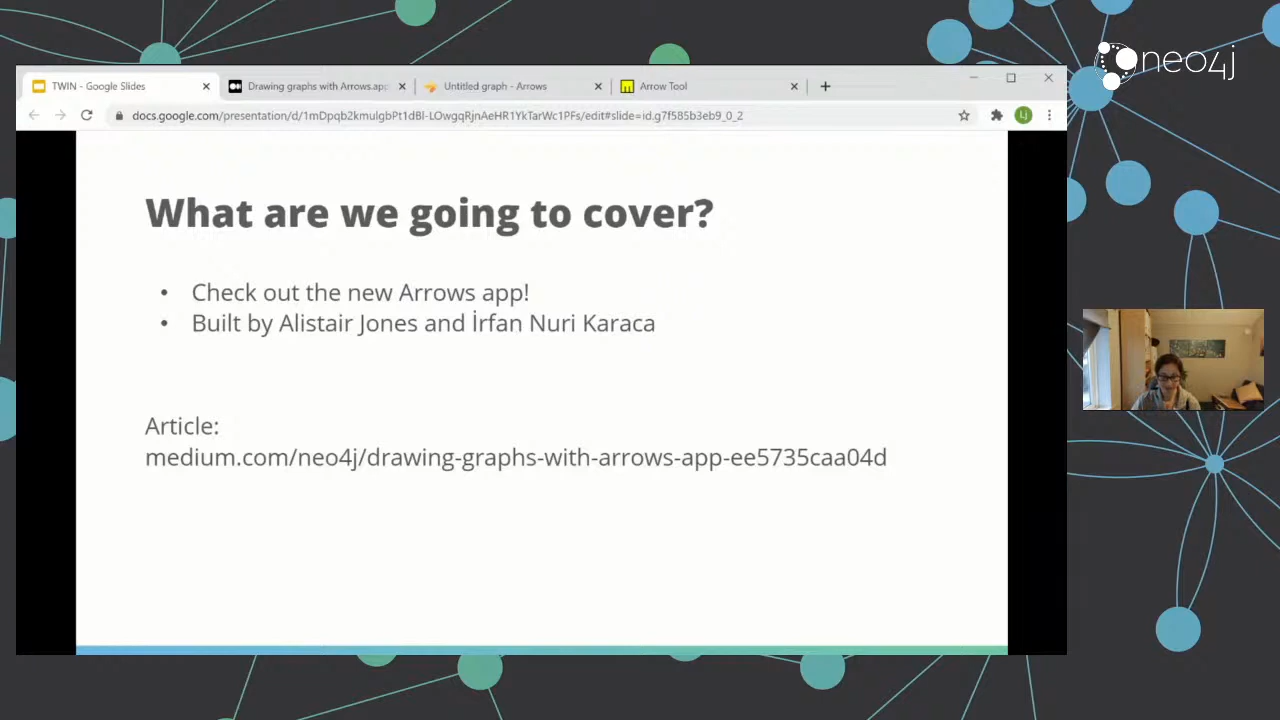 neo4j
TWIN - Google Slides
Drawing graphs with Arrows.app
Untitled graph - Arrows
Arrow Tool
docs.google.com/presentation/d/1mDpqb2kmulgbPt1dBl-LOwgqRjnAeHR1YkTarWc1PFs/edit#slide=id.g7f585b3eb9_0_2
LJ
What are we going to cover?
• Check out the new Arrows app!
• Built by Alistair Jones and İrfan Nuri Karaca
Article:
medium.com/neo4j/drawing-graphs-with-arrows-app-ee5735caa04d